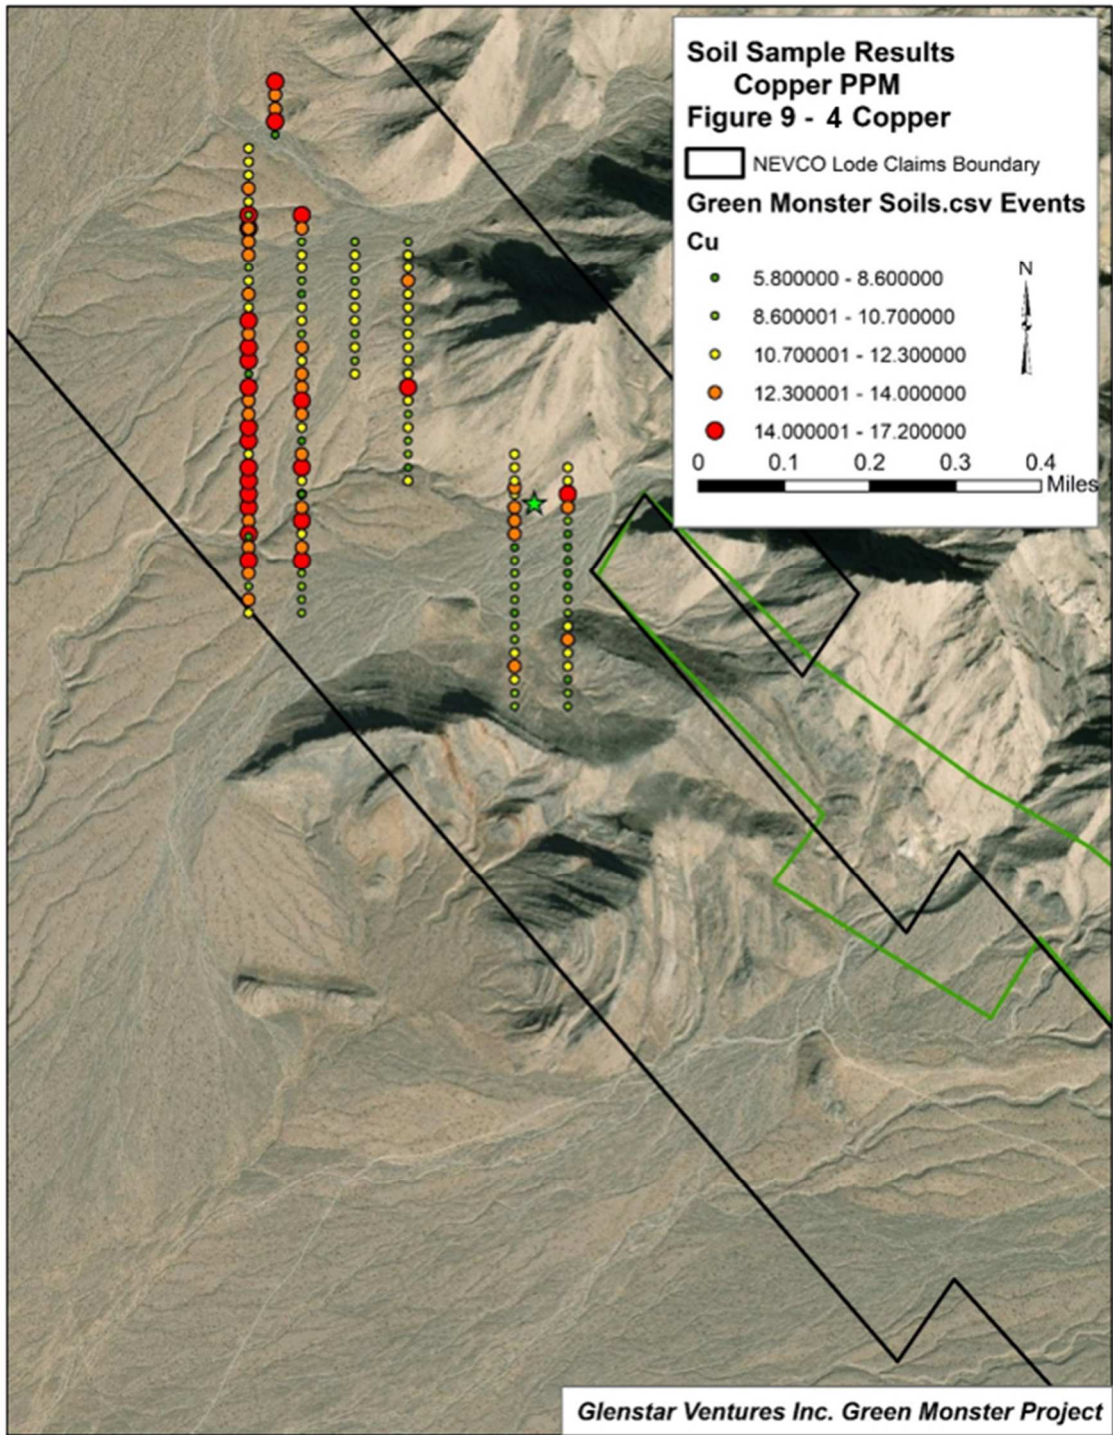 Soil Sample Results
Copper PPM
Figure 9 - 4 Copper
NEVCO Lode Claims Boundary
Green Monster Soils.csv Events
Cu
5.800000 - 8.600000
8.600001 - 10.700000
10.700001 - 12.300000
12.300001 - 14.000000
14.000001 - 17.200000
N
0 0.1 0.2 0.3 0.4
Miles
Glenstar Ventures Inc. Green Monster Project